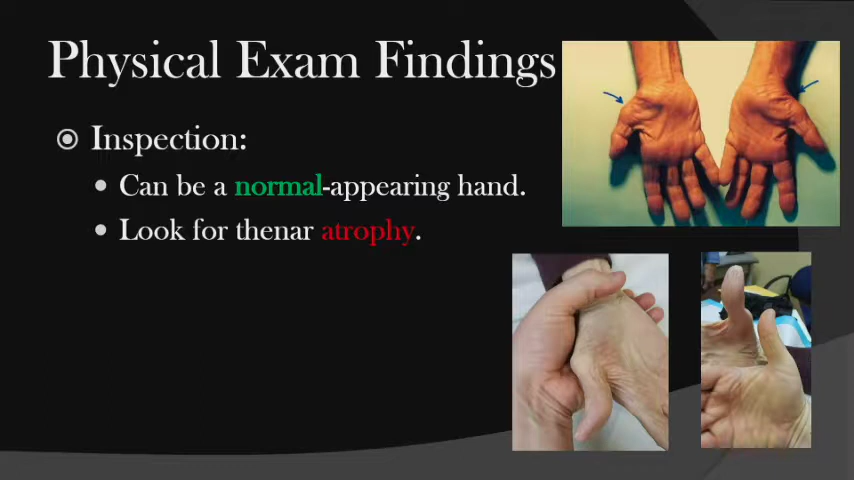 Physical Exam Findings
Inspection:
Can be a normal-appearing hand.
Look for thenar atrophy.